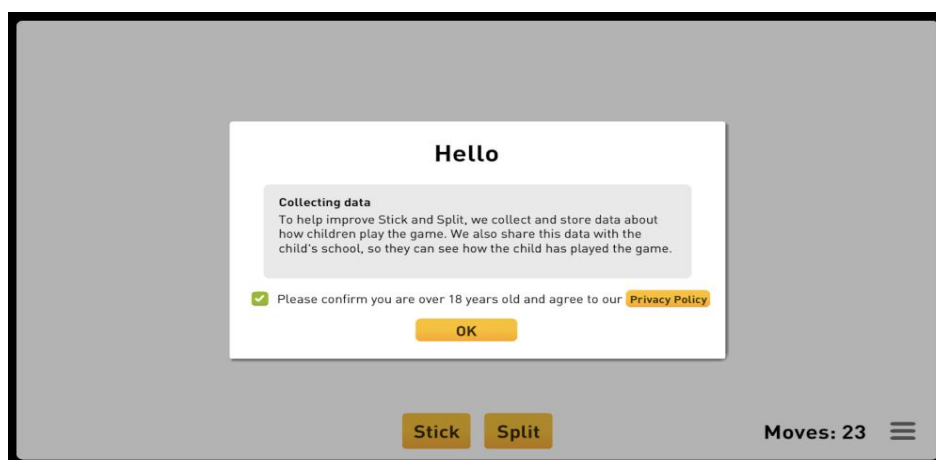 Hello
Collecting data
To help improve Stick and Split, we collect and store data about
how children play the game. We also share this data with the
child's school, so they can see how the child has played the game.
Please confirm you are over 18 years old and agree to our Privacy Policy
OK
Stick Split Moves: 23